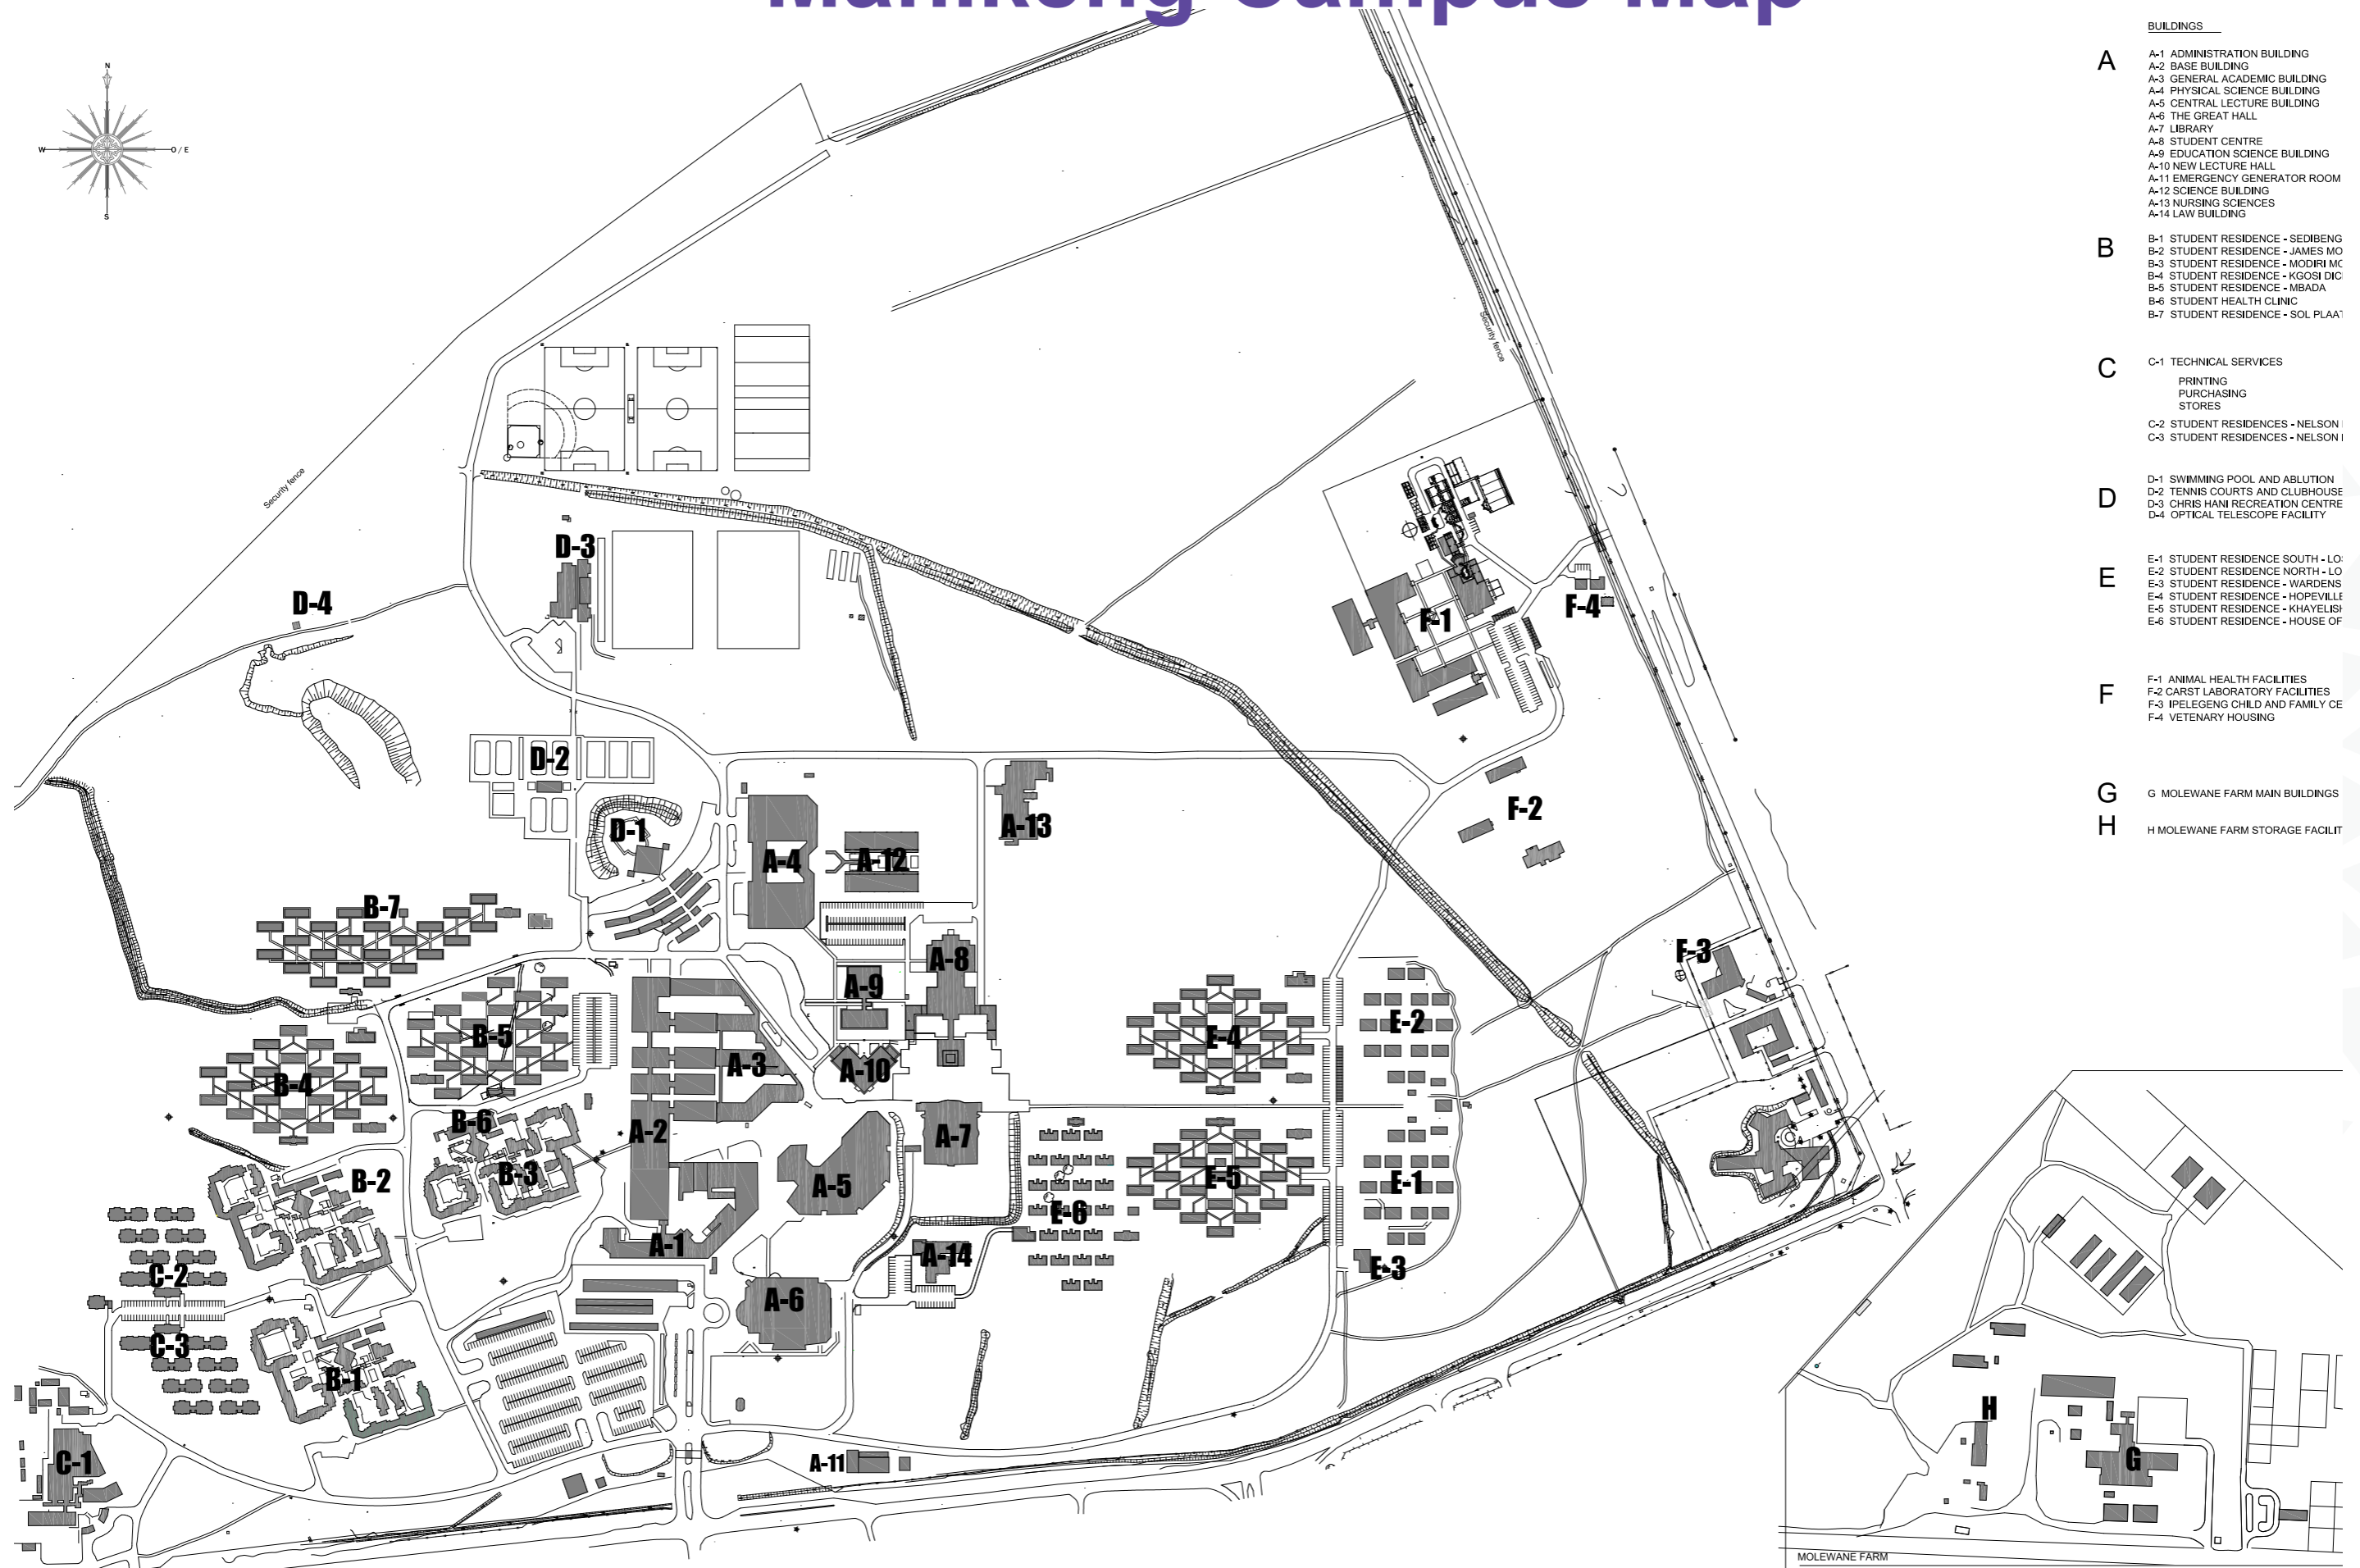 Mahikeng Campus Map
N
W
O / E
S
BUILDINGS
A
A-1 ADMINISTRATION BUILDING
A-2 BASE BUILDING
A-3 GENERAL ACADEMIC BUILDING
A-4 PHYSICAL SCIENCE BUILDING
A-5 CENTRAL LECTURE BUILDING
A-6 THE GREAT HALL
A-7 LIBRARY
A-8 STUDENT CENTRE
A-9 EDUCATION SCIENCE BUILDING
A-10 NEW LECTURE HALL
A-11 EMERGENCY GENERATOR ROOM
A-12 SCIENCE BUILDING
A-13 NURSING SCIENCES
A-14 LAW BUILDING
B
B-1 STUDENT RESIDENCE - SEDIBENG
B-2 STUDENT RESIDENCE - JAMES MO
B-3 STUDENT RESIDENCE - MODIRI MO
B-4 STUDENT RESIDENCE - KGOSI DIC
B-5 STUDENT RESIDENCE - MBADA
B-6 STUDENT HEALTH CLINIC
B-7 STUDENT RESIDENCE - SOL PLAAT
C
C-1 TECHNICAL SERVICES
PRINTING
PURCHASING
STORES
C-2 STUDENT RESIDENCES - NELSON
C-3 STUDENT RESIDENCES - NELSON
D
D-1 SWIMMING POOL AND ABLUTION
D-2 TENNIS COURTS AND CLUBHOUSE
D-3 CHRIS HANI RECREATION CENTRE
D-4 OPTICAL TELESCOPE FACILITY
E
E-1 STUDENT RESIDENCE SOUTH - LO
E-2 STUDENT RESIDENCE NORTH - LO
E-3 STUDENT RESIDENCE - WARDENS
E-4 STUDENT RESIDENCE - HOPEVILLE
E-5 STUDENT RESIDENCE - KHAYELISH
E-6 STUDENT RESIDENCE - HOUSE OF
F
F-1 ANIMAL HEALTH FACILITIES
F-2 CARST LABORATORY FACILITIES
F-3 IPELEGENG CHILD AND FAMILY CE
F-4 VETENARY HOUSING
G
G MOLEWANE FARM MAIN BUILDINGS
H
H MOLEWANE FARM STORAGE FACILIT
Security fence
Security fence
D-3
D-4
F-1
F-4
D-2
D-1
A-4
A-12
A-13
F-2
B-7
A-8
F-3
A-9
B-5
E-4
E-2
B-4
A-3
A-10
B-6
A-2
A-7
B-3
B-2
A-5
E-5
E-1
E-6
A-1
A-14
C-2
E-3
A-6
C-3
B-1
H
C-1
A-11
G
MOLEWANE FARM